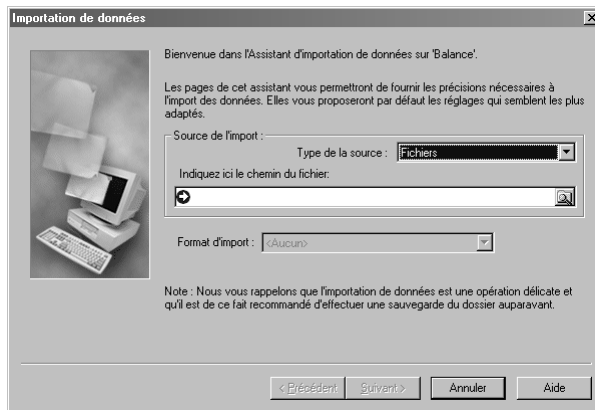 Importation de données
Bienvenue dans l'Assistant d'importation de données sur 'Balance'.
Les pages de cet assistant vous permettront de fournir les précisions nécessaires à
l'import des données. Elles vous proposeront par défaut les réglages qui semblent les plus
adaptés.
Source de l'import :
Type de la source : Fichiers
Indiquez ici le chemin du fichier:
Format d'import : <Aucun>
Note : Nous vous rappelons que l'importation de données est une opération délicate et
qu'il est de ce fait recommandé d'effectuer une sauvegarde du dossier auparavant.
< Précédent Suivant > Annuler Aide